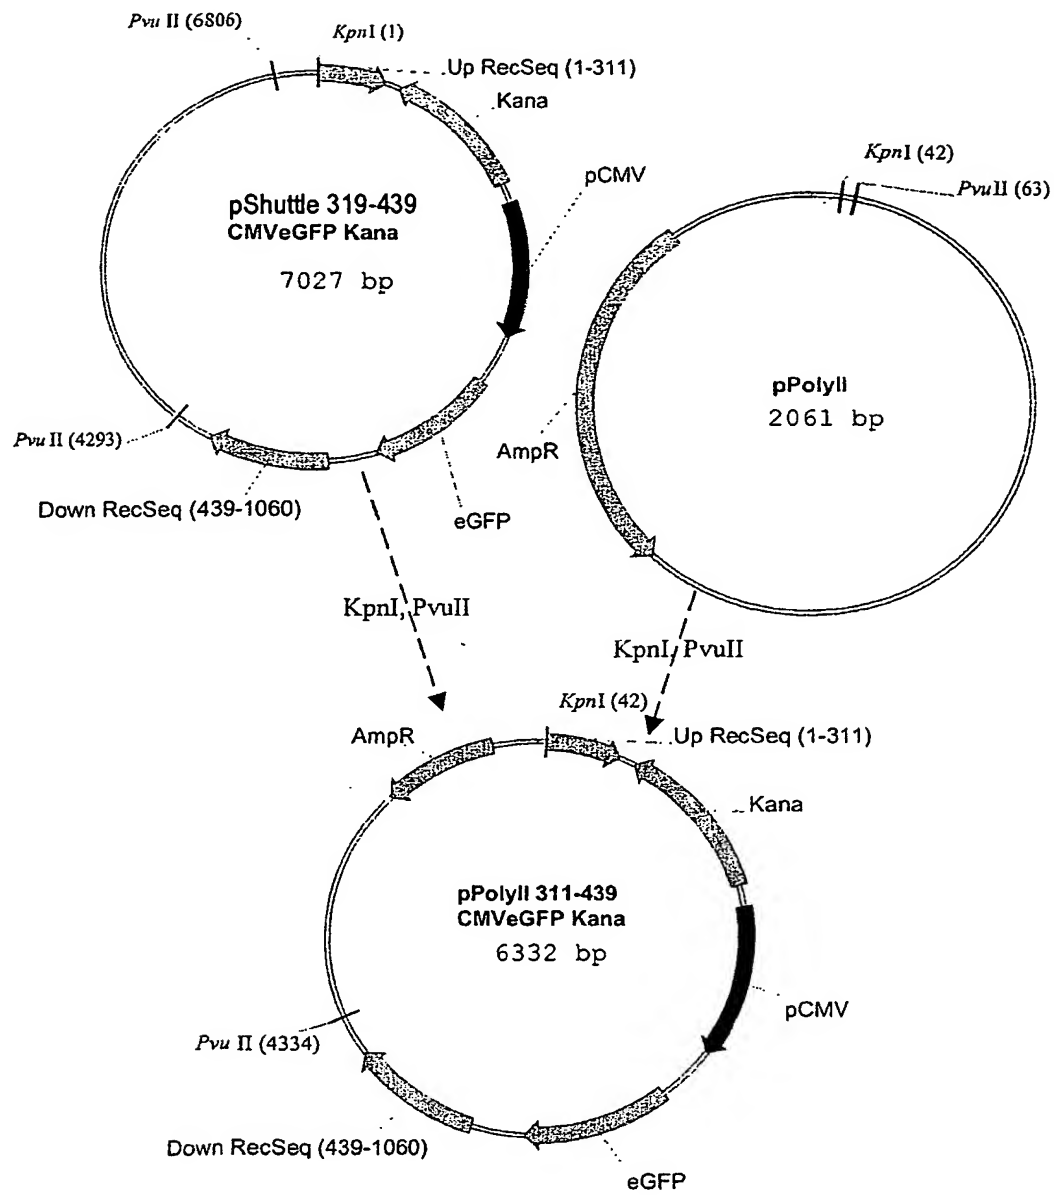 Pvu II (6806)
KpnI (1)
Up RecSeq (1-311)
Kana
pCMV
pShuttle 319-439
CMVeGFP Kana
7027 bp
Pvu II (4293)
Down RecSeq (439-1060)
eGFP
KpnI (42)
PvuII (63)
pPolyII
2061 bp
AmpR
KpnI, PvuII
KpnI, PvuII
KpnI (42)
AmpR
Up RecSeq (1-311)
Kana
pPolyII 311-439
CMVeGFP Kana
6332 bp
pCMV
Pvu II (4334)
Down RecSeq (439-1060)
eGFP